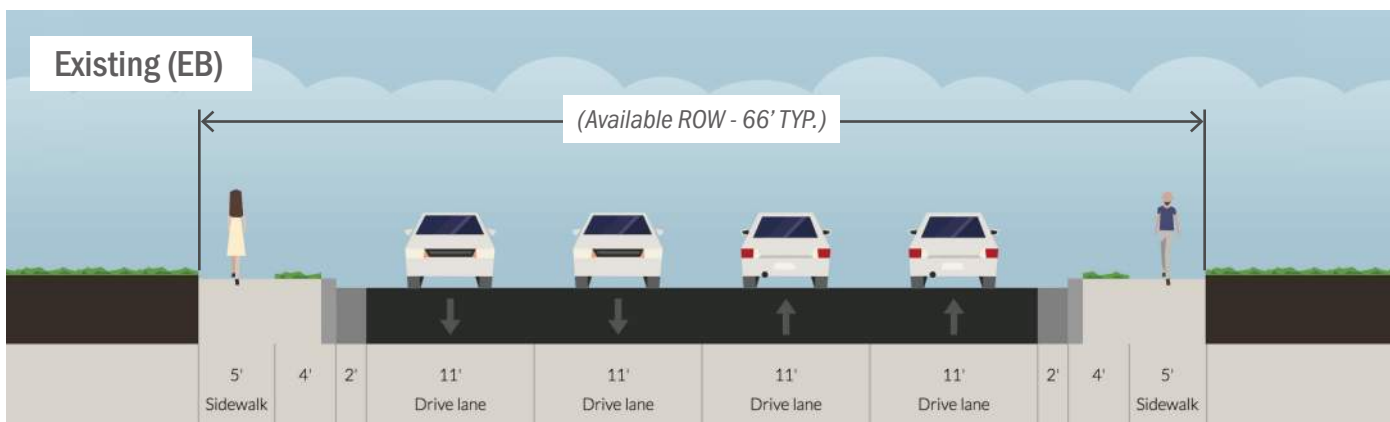 Existing (EB)
(Available ROW - 66' TYP.)
5' 4' 2' 11' 11' 11' 11' 2' 4' 5'
Sidewalk Drive lane Drive lane Drive lane Drive lane Sidewalk